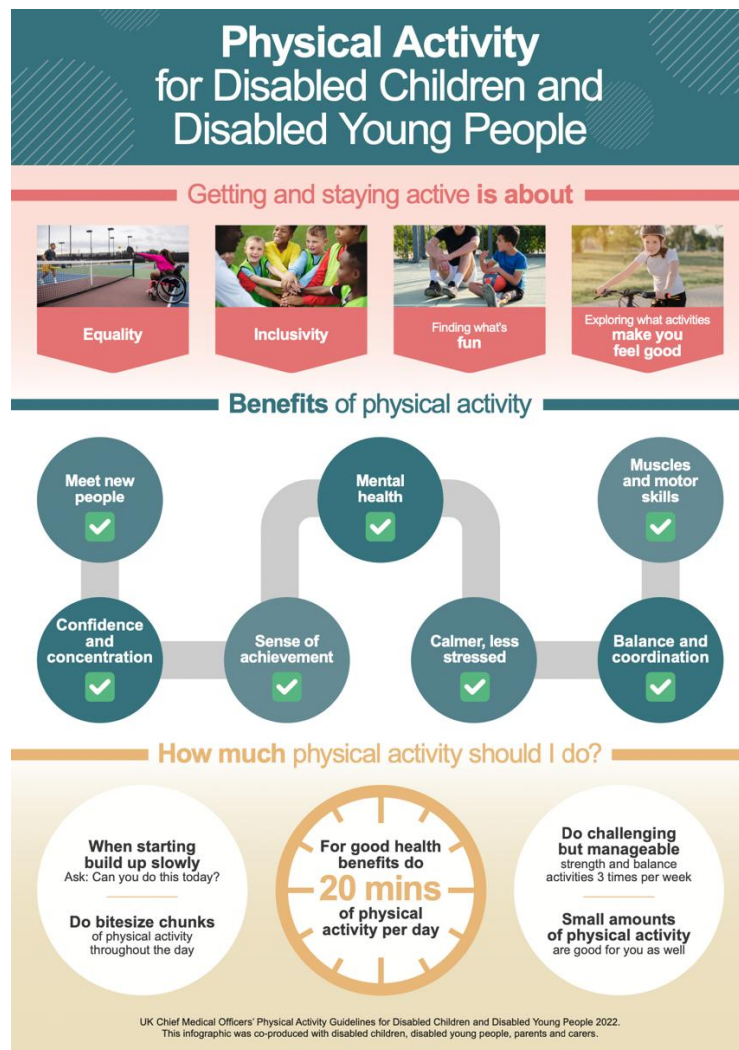 Physical Activity
for Disabled Children and
Disabled Young People
Getting and staying active is about
Equality
Inclusivity
Finding what's
fun
Exploring what activities
make you
feel good
Benefits of physical activity
Meet new
people
Mental
health
Muscles
and motor
skills
Confidence
and
concentration
Sense of
achievement
Calmer, less
stressed
Balance and
coordination
How much physical activity should I do?
When starting
build up slowly
Ask: Can you do this today?
Do bitesize chunks
of physical activity
throughout the day
For good health
benefits do
20 mins
of physical
activity per day
Do challenging
but manageable
strength and balance
activities 3 times per week
Small amounts
of physical activity
are good for you as well
UK Chief Medical Officers' Physical Activity Guidelines for Disabled Children and Disabled Young People 2022.
This infographic was co-produced with disabled children, disabled young people, parents and carers.